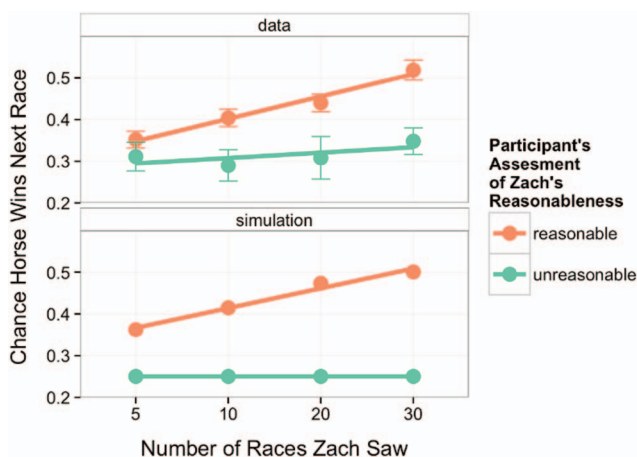 data
0.5
0.4
0.3
0.2
simulation
0.5
0.4
0.3
0.2
5 10 20 30
Number of Races Zach Saw
Chance Horse Wins Next Race
Participant's
Assesment
of Zach's
Reasonableness
reasonable
unreasonable